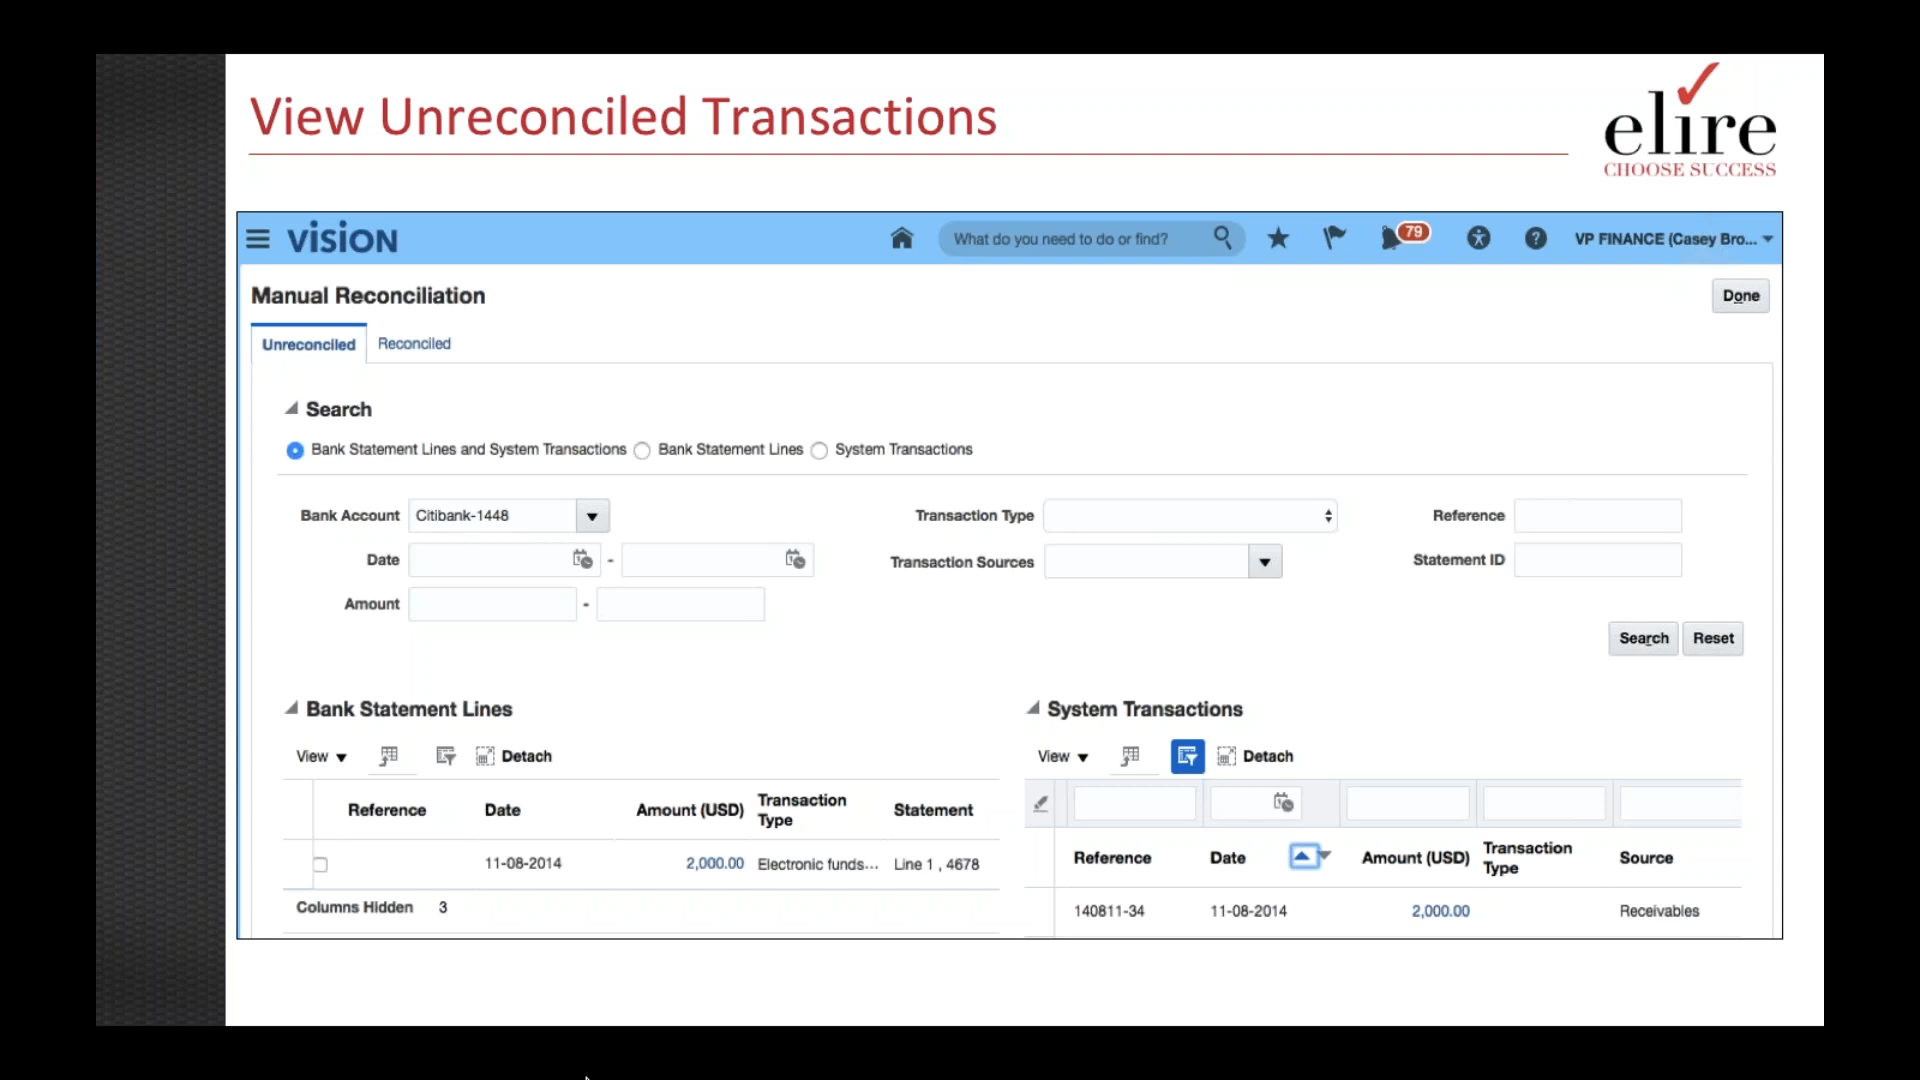 View Unreconciled Transactions
elire
CHOOSE SUCCESS
VISION
What do you need to do or find?
79
VP FINANCE (Casey Bro...
Manual Reconciliation
Done
Unreconciled
Reconciled
Search
Bank Statement Lines and System Transactions
Bank Statement Lines
System Transactions
Bank Account
Citibank-1448
Transaction Type
Reference
Date
-
Transaction Sources
Statement ID
Amount
-
Search
Reset
Bank Statement Lines
View
Detach
Reference
Date
Amount (USD)
Transaction
Type
Statement
11-08-2014
2,000.00
Electronic funds...
Line 1 , 4678
Columns Hidden 3
System Transactions
View
Detach
Reference
Date
Amount (USD)
Transaction
Type
Source
140811-34
11-08-2014
2,000.00
Receivables